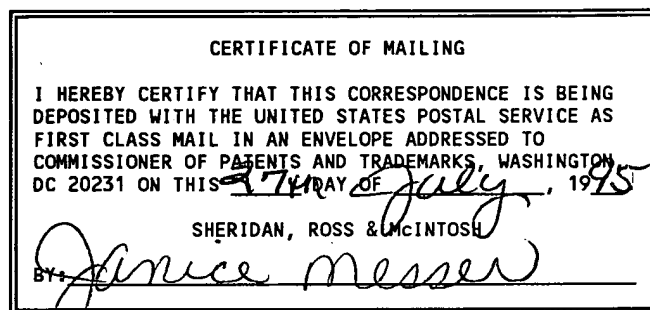 CERTIFICATE OF MAILING
I HEREBY CERTIFY THAT THIS CORRESPONDENCE IS BEING
DEPOSITED WITH THE UNITED STATES POSTAL SERVICE AS
FIRST CLASS MAIL IN AN ENVELOPE ADDRESSED TO
COMMISSIONER OF PATENTS AND TRADEMARKS, WASHINGTON,
DC 20231 ON THIS 27th DAY OF July, 1995
SHERIDAN, ROSS & McINTOSH
BY: Janice Messer